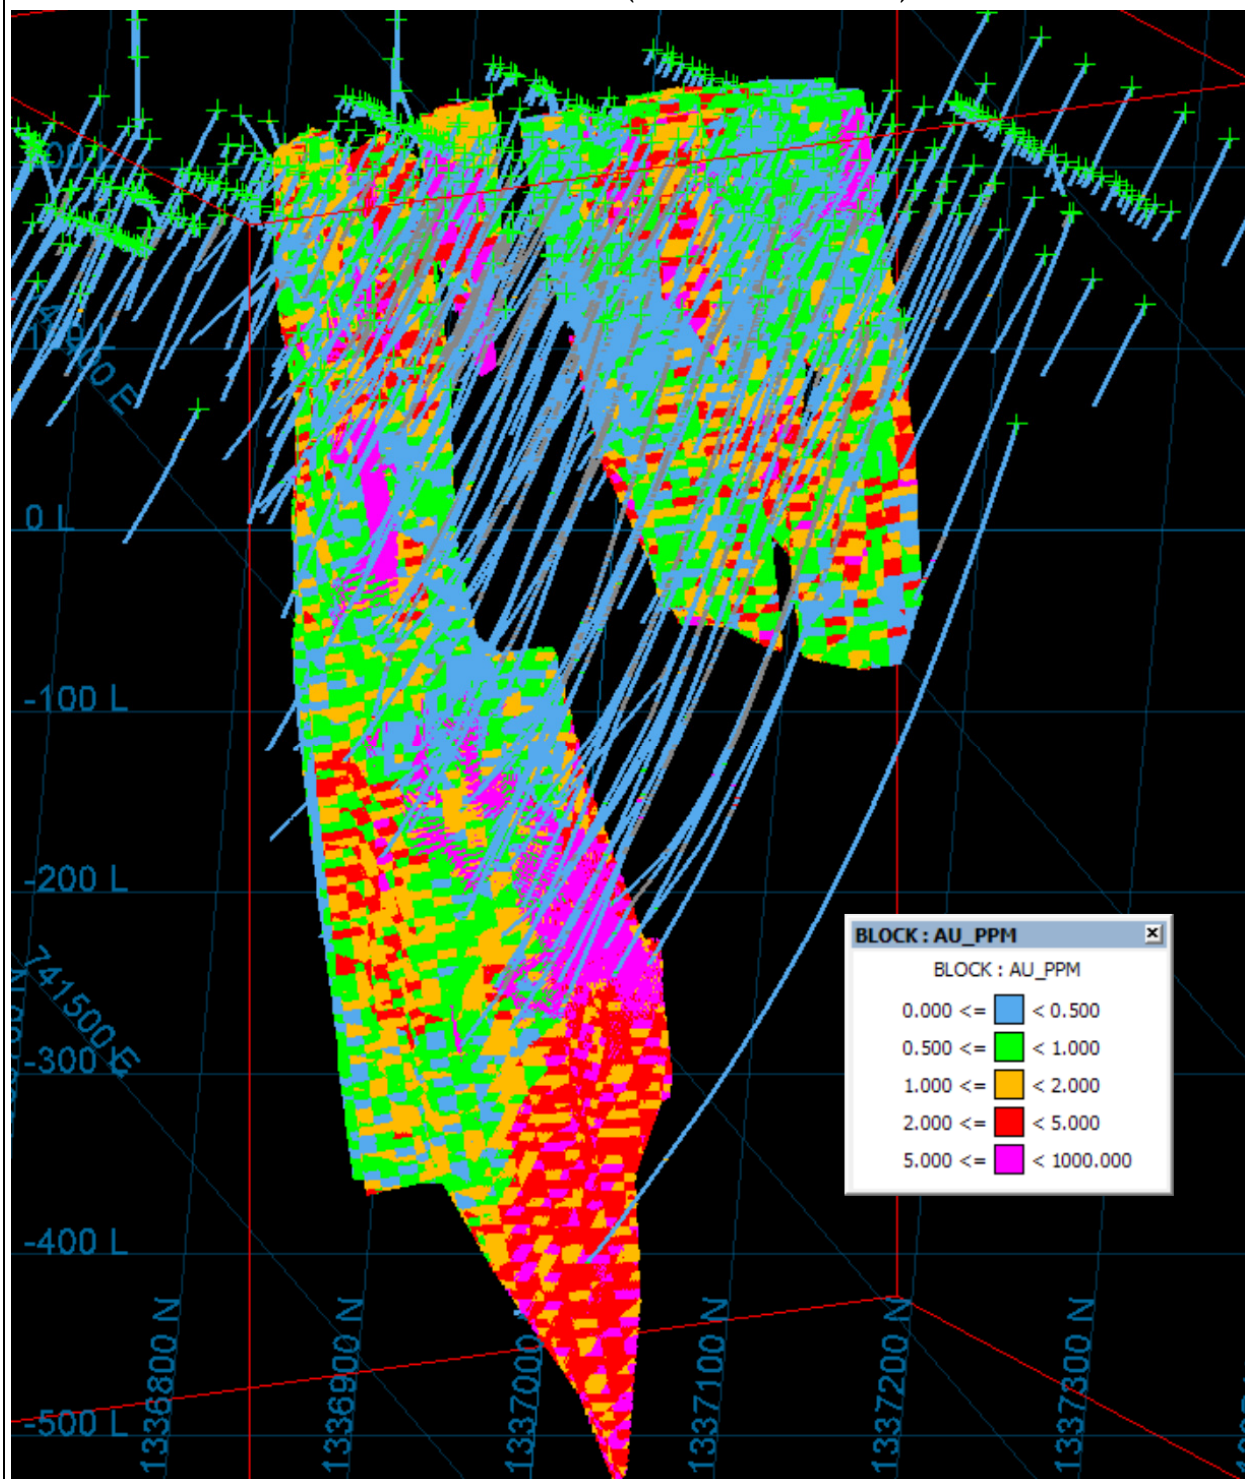 0 L
-100 L
-200 L
741500 E
-300 L
-400 L
-500 L
1336800 N
1336900 N
1337000
1337100 N
1337200 N
1337300 N
BLOCK : AU_PPM
BLOCK : AU_PPM
0.000 <= < 0.500
0.500 <= < 1.000
1.000 <= < 2.000
2.000 <= < 5.000
5.000 <= < 1000.000